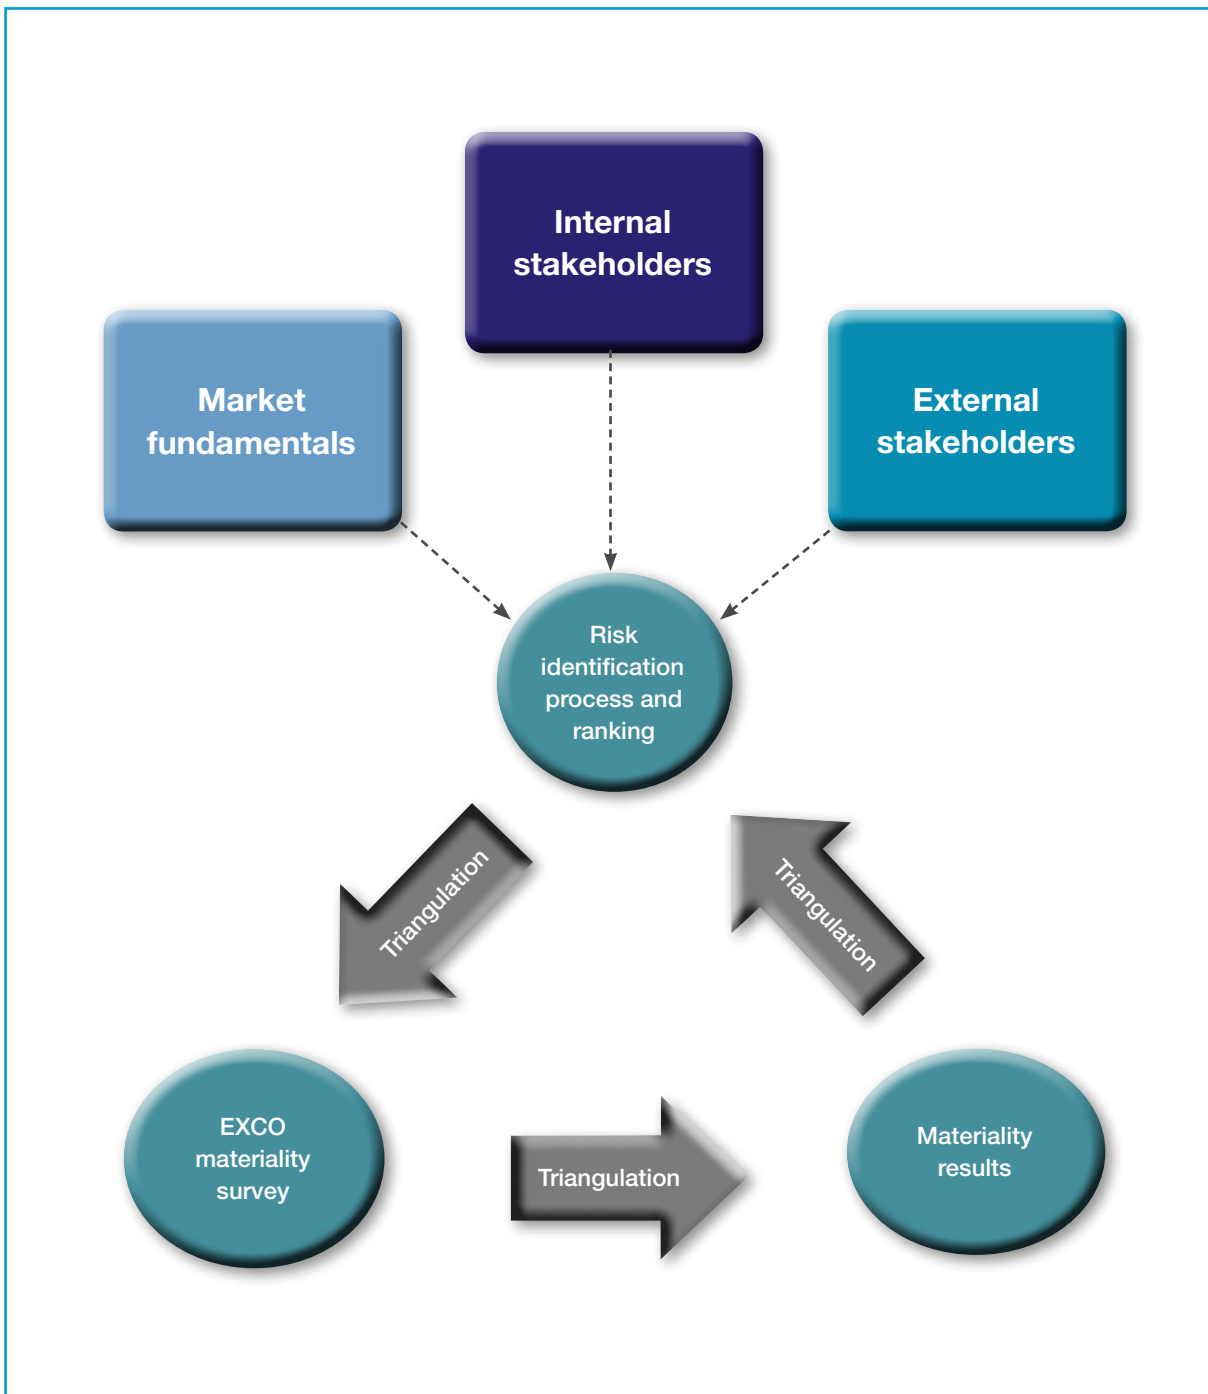 Internal
stakeholders
Market
fundamentals
External
stakeholders
Risk
identification
process and
ranking
Triangulation
Triangulation
EXCO
materiality
survey
Triangulation
Materiality
results